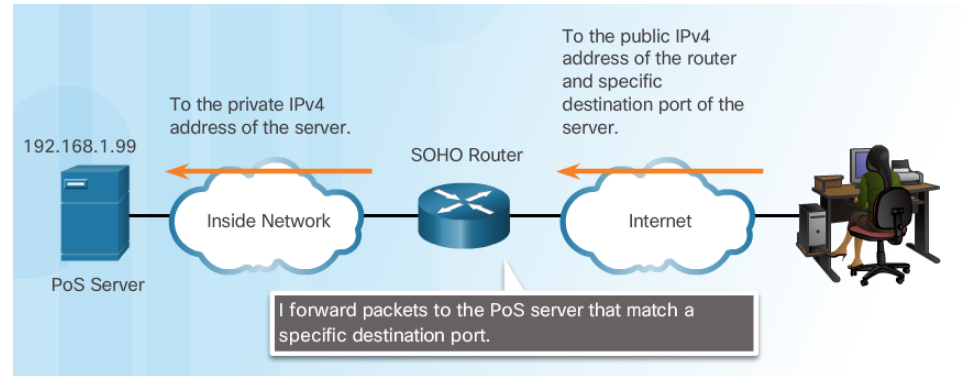 To the public IPv4
address of the router
and specific
destination port of the
server.
To the private IPv4
address of the server.
192.168.1.99
SOHO Router
Inside Network
Internet
PoS Server
I forward packets to the PoS server that match a
specific destination port.